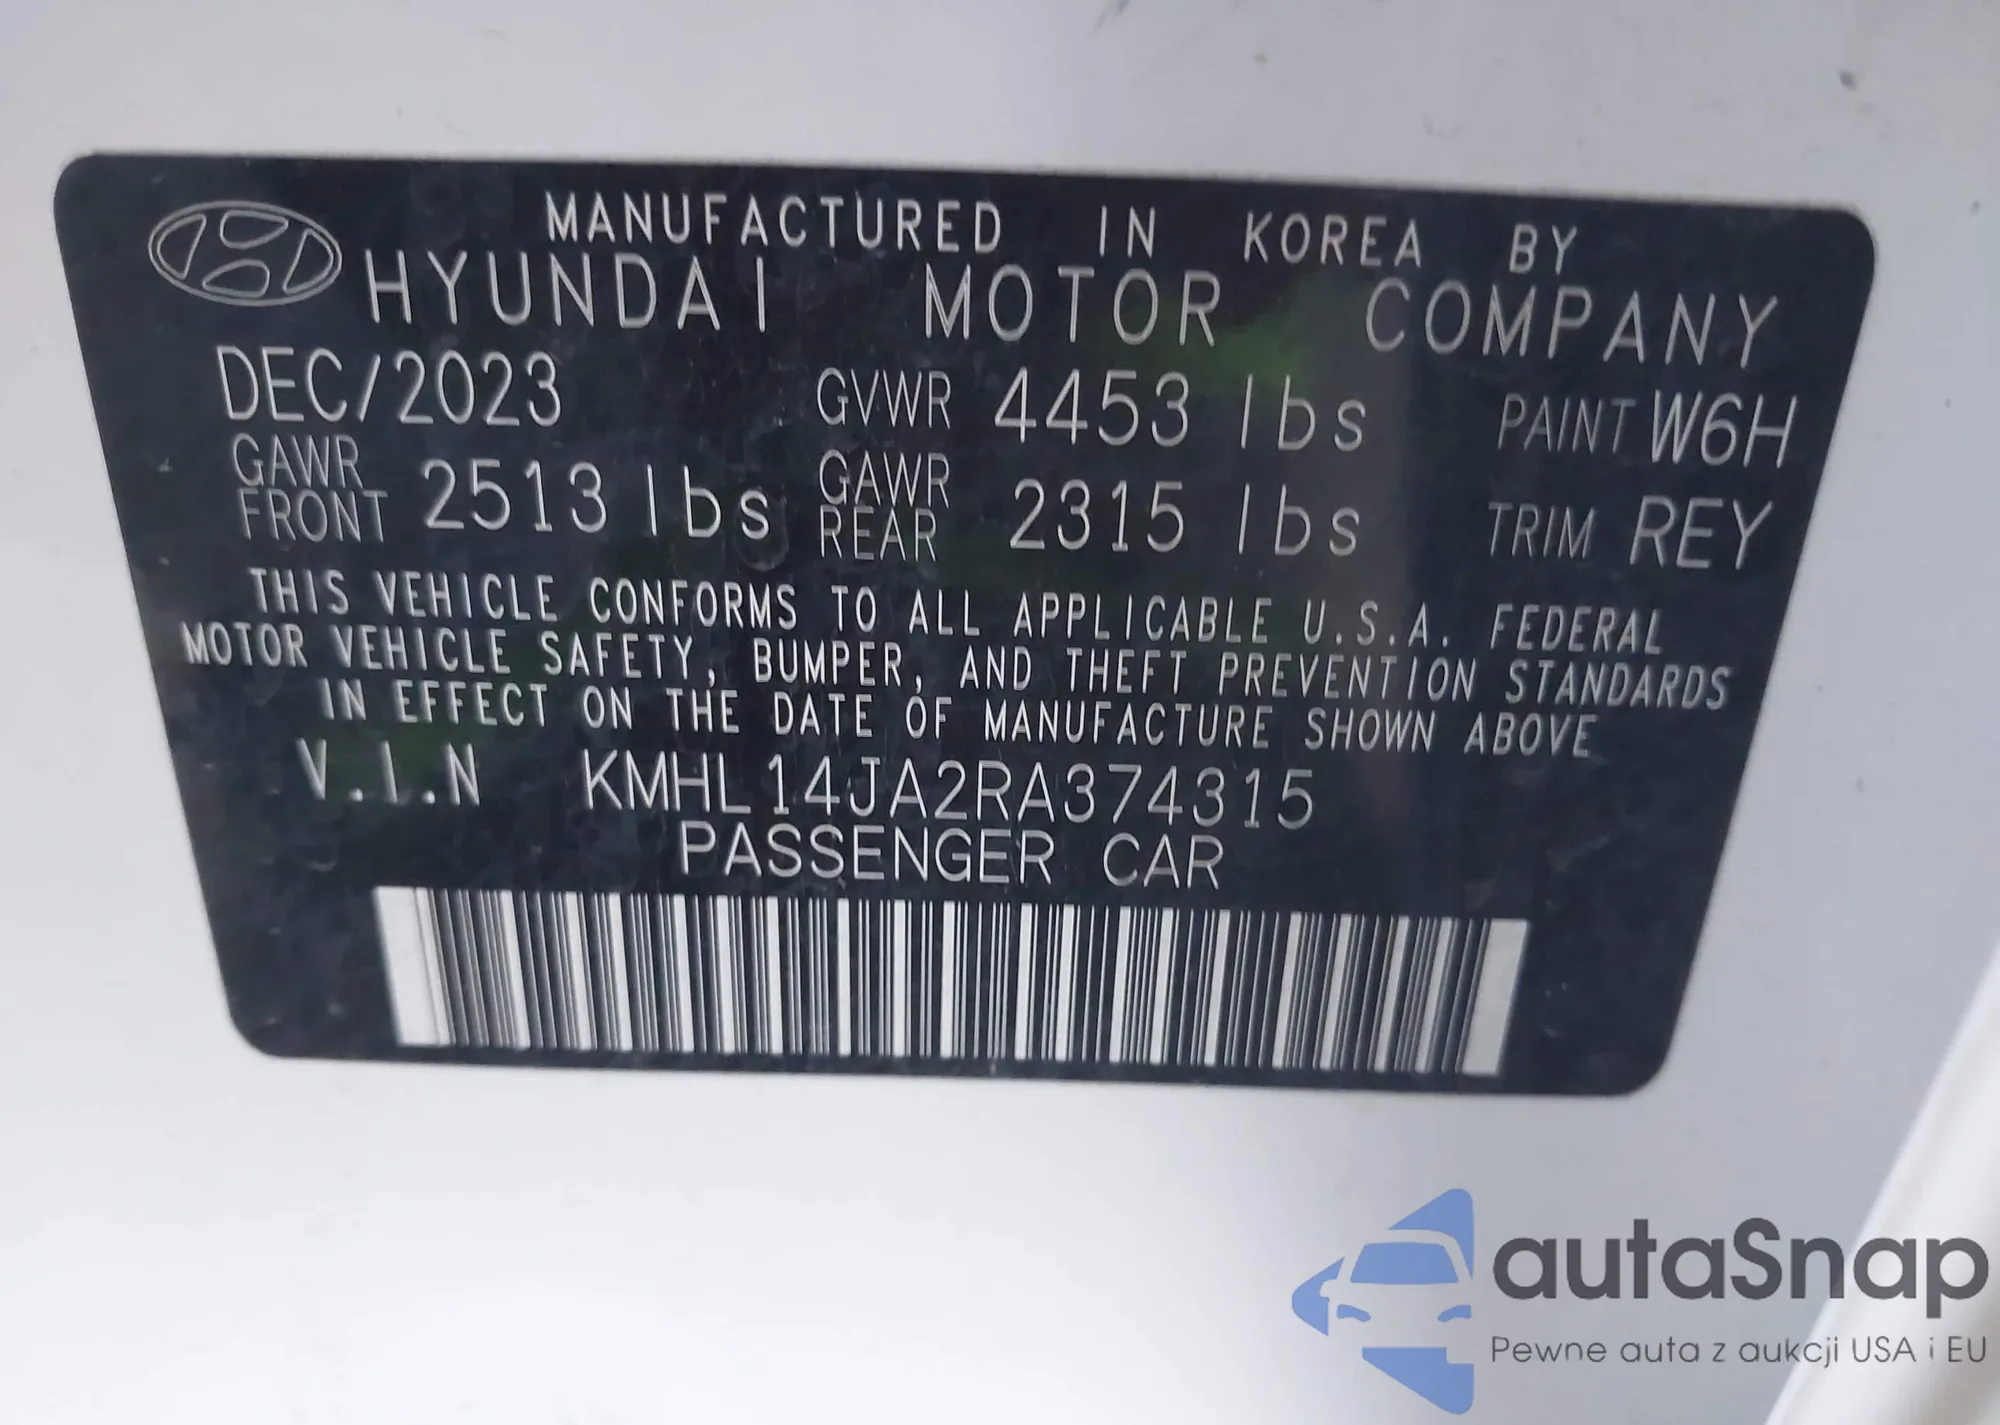 MANUFACTURED IN KOREA BY
HYUNDAI MOTOR COMPANY
DEC/2023 GVWR 4453 lbs PAINT W6H
GAWR FRONT 2513 lbs GAWR REAR 2315 lbs TRIM REY
THIS VEHICLE CONFORMS TO ALL APPLICABLE U.S.A. FEDERAL
MOTOR VEHICLE SAFETY, BUMPER, AND THEFT PREVENTION STANDARDS
IN EFFECT ON THE DATE OF MANUFACTURE SHOWN ABOVE
V.I.N KMHL14JA2RA374315
PASSENGER CAR
autaSnap
Pewne auta z aukcji USA i EU